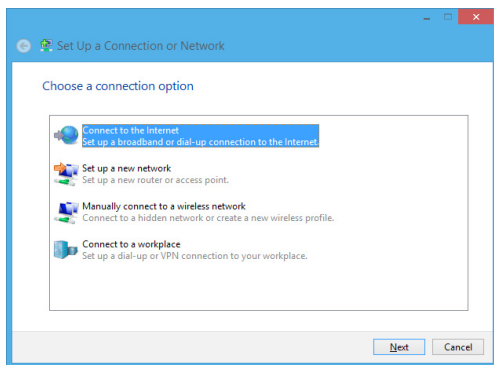 Set Up a Connection or Network
Choose a connection option
Connect to the Internet
Set up a broadband or dial-up connection to the Internet.
Set up a new network
Set up a new router or access point.
Manually connect to a wireless network
Connect to a hidden network or create a new wireless profile.
Connect to a workplace
Set up a dial-up or VPN connection to your workplace.
Next Cancel